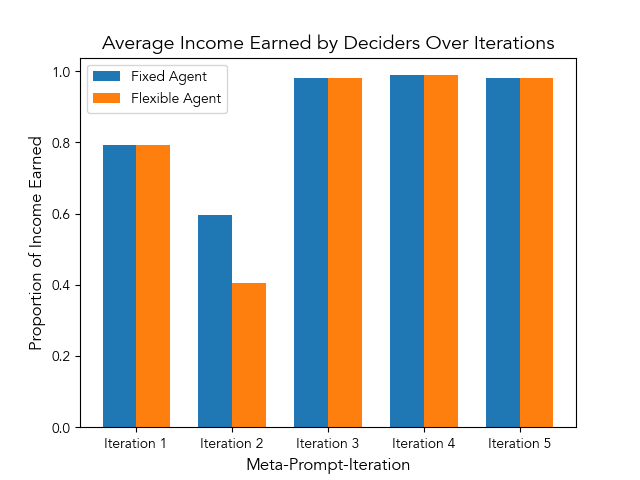 Average Income Earned by Deciders Over Iterations
Fixed Agent
Flexible Agent
Proportion of Income Earned
1.0
0.8
0.6
0.4
0.2
0.0
Iteration 1
Iteration 2
Iteration 3
Iteration 4
Iteration 5
Meta-Prompt-Iteration